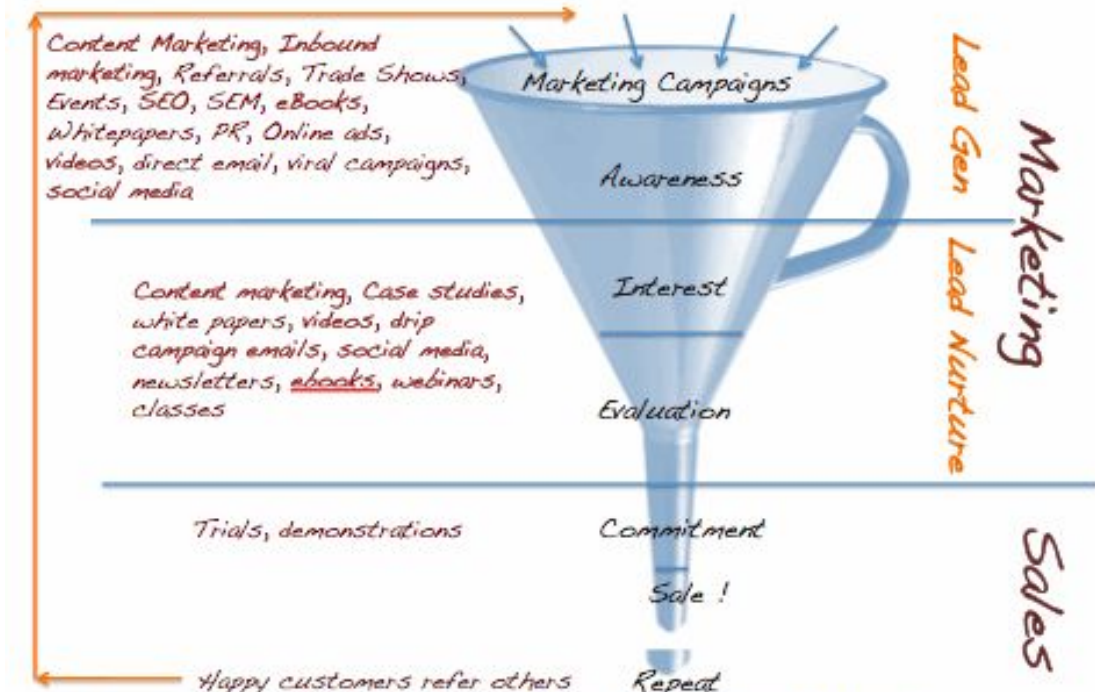 Content Marketing, Inbound
marketing, Referrals, Trade Shows,
Events, SEO, SEM, eBooks,
Whitepapers, PR, Online ads,
videos, direct email, viral campaigns,
social media
Marketing Campaigns
Awareness
Lead Gen
Marketing
Content marketing, Case studies,
white papers, videos, drip
campaign emails, social media,
newsletters, ebooks, webinars,
classes
Interest
Evaluation
Lead Nurture
Trials, demonstrations
Commitment
Sale !
Sales
Happy customers refer others
Repeat